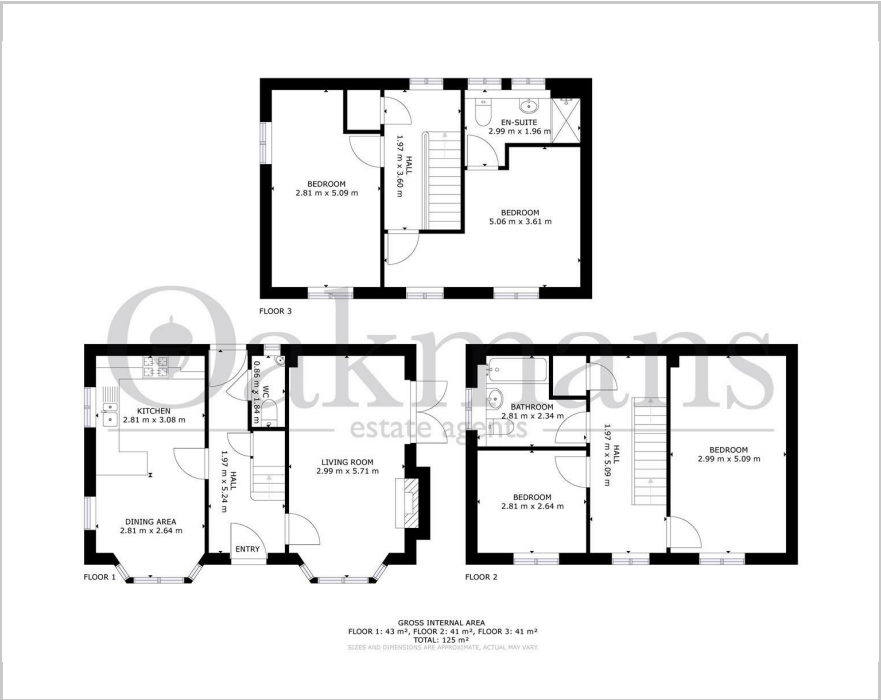 EN-SUITE
2.99 m x 1.96 m
HALL
1.97 m x 3.60 m
BEDROOM
2.81 m x 5.09 m
BEDROOM
5.06 m x 3.61 m
FLOOR 3
Oakmans
estate agents
KITCHEN
2.81 m x 3.08 m
WC
0.86 m x 1.84 m
LIVING ROOM
2.99 m x 5.71 m
HALL
1.97 m x 5.24 m
DINING AREA
2.81 m x 2.64 m
ENTRY
FLOOR 1
BATHROOM
2.81 m x 2.34 m
HALL
1.97 m x 5.09 m
BEDROOM
2.99 m x 5.09 m
BEDROOM
2.81 m x 2.64 m
FLOOR 2
GROSS INTERNAL AREA
FLOOR 1: 43 m², FLOOR 2: 41 m², FLOOR 3: 41 m²
TOTAL: 125 m²
SIZES AND DIMENSIONS ARE APPROXIMATE, ACTUAL MAY VARY.